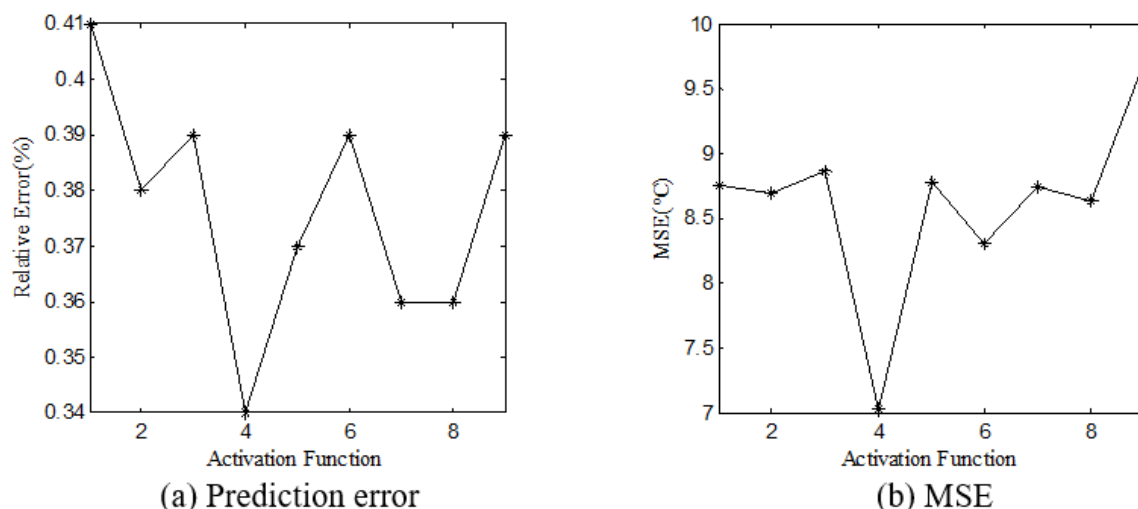 0.41
0.4
0.39
0.38
0.37
0.36
0.35
0.34
Relative Error(%)
2 4 6 8
Activation Function
(a) Prediction error
10
9.5
9
8.5
8
7.5
7
MSE(°C)
2 4 6 8
Activation Function
(b) MSE